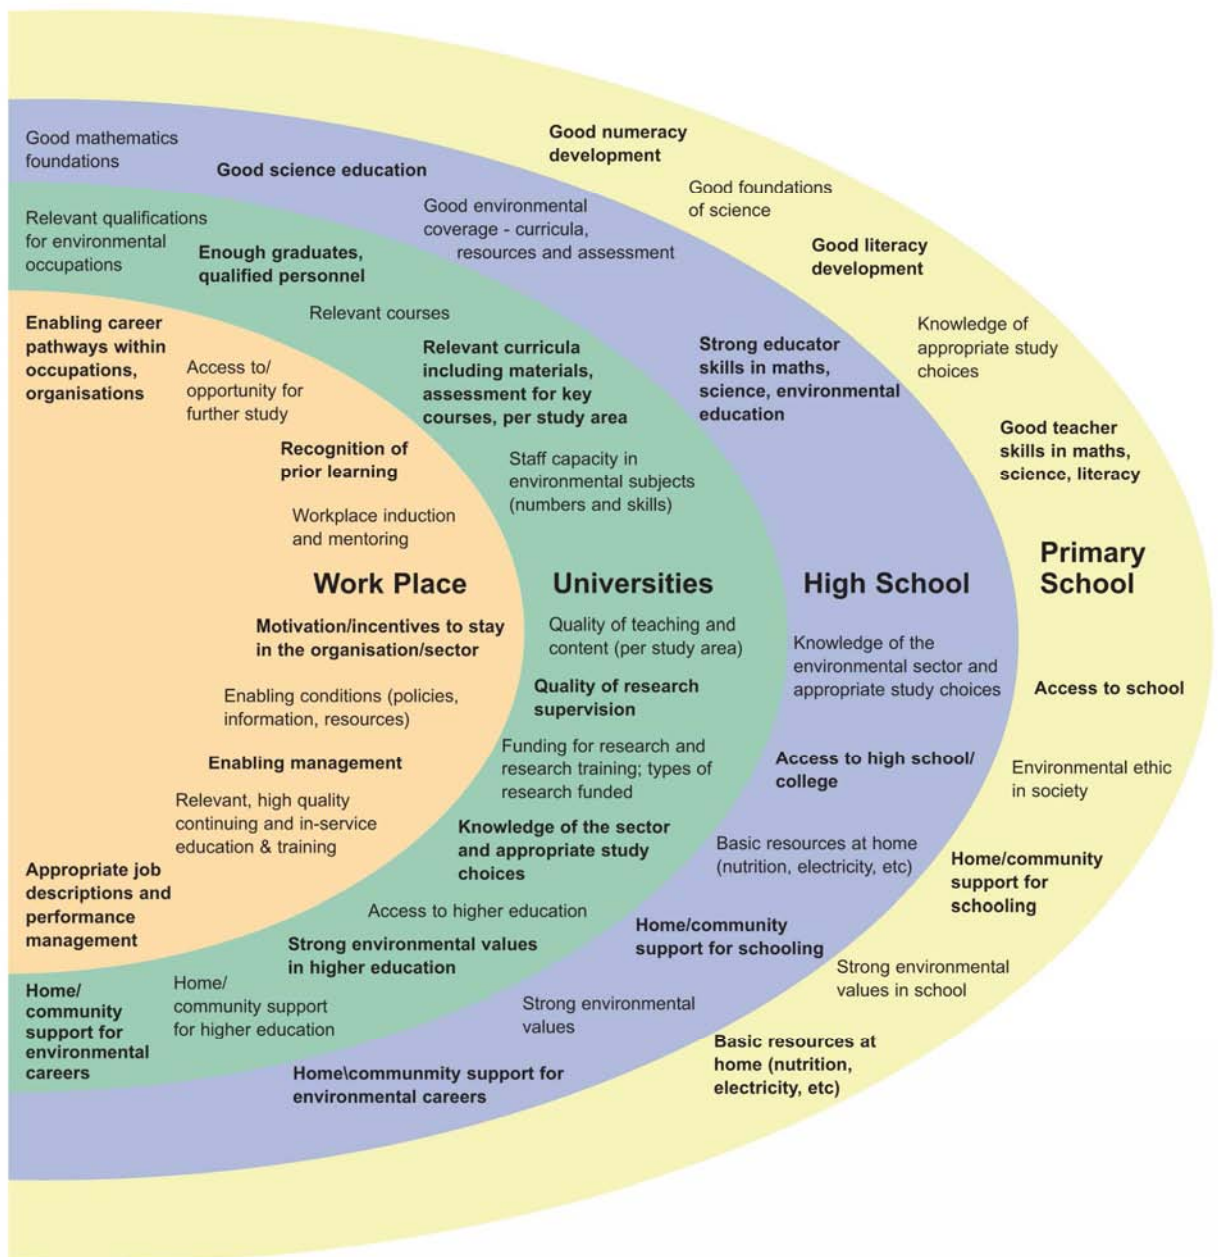 Good mathematics
foundations
Good science education
Good numeracy
development
Good environmental
coverage - curricula,
resources and assessment
Good foundations
of science
Relevant qualifications
for environmental
occupations
Enough graduates,
qualified personnel
Good literacy
development
Relevant courses
Enabling career
pathways within
occupations,
organisations
Access to/
opportunity for
further study
Relevant curricula
including materials,
assessment for key
courses, per study area
Strong educator
skills in maths,
science, environmental
education
Knowledge of
appropriate study
choices
Recognition of
prior learning
Staff capacity in
environmental subjects
(numbers and skills)
Good teacher
skills in maths,
science, literacy
Workplace induction
and mentoring
Work Place
Universities
High School
Primary
School
Motivation/incentives to stay
in the organisation/sector
Quality of teaching and
content (per study area)
Knowledge of the
environmental sector and
appropriate study choices
Access to school
Enabling conditions (policies,
information, resources)
Quality of research
supervision
Enabling management
Funding for research and
research training; types of
research funded
Access to high school/
college
Environmental ethic
in society
Relevant, high quality
continuing and in-service
education & training
Knowledge of the sector
and appropriate study
choices
Basic resources at home
(nutrition, electricity, etc)
Home/community
support for
schooling
Appropriate job
descriptions and
performance
management
Access to higher education
Home/community
support for schooling
Strong environmental values
in higher education
Strong environmental
values in school
Home/
community
support for
environmental
careers
Home/
community support
for higher education
Strong environmental
values
Basic resources at
home (nutrition,
electricity, etc)
Home\communmity support for
environmental careers